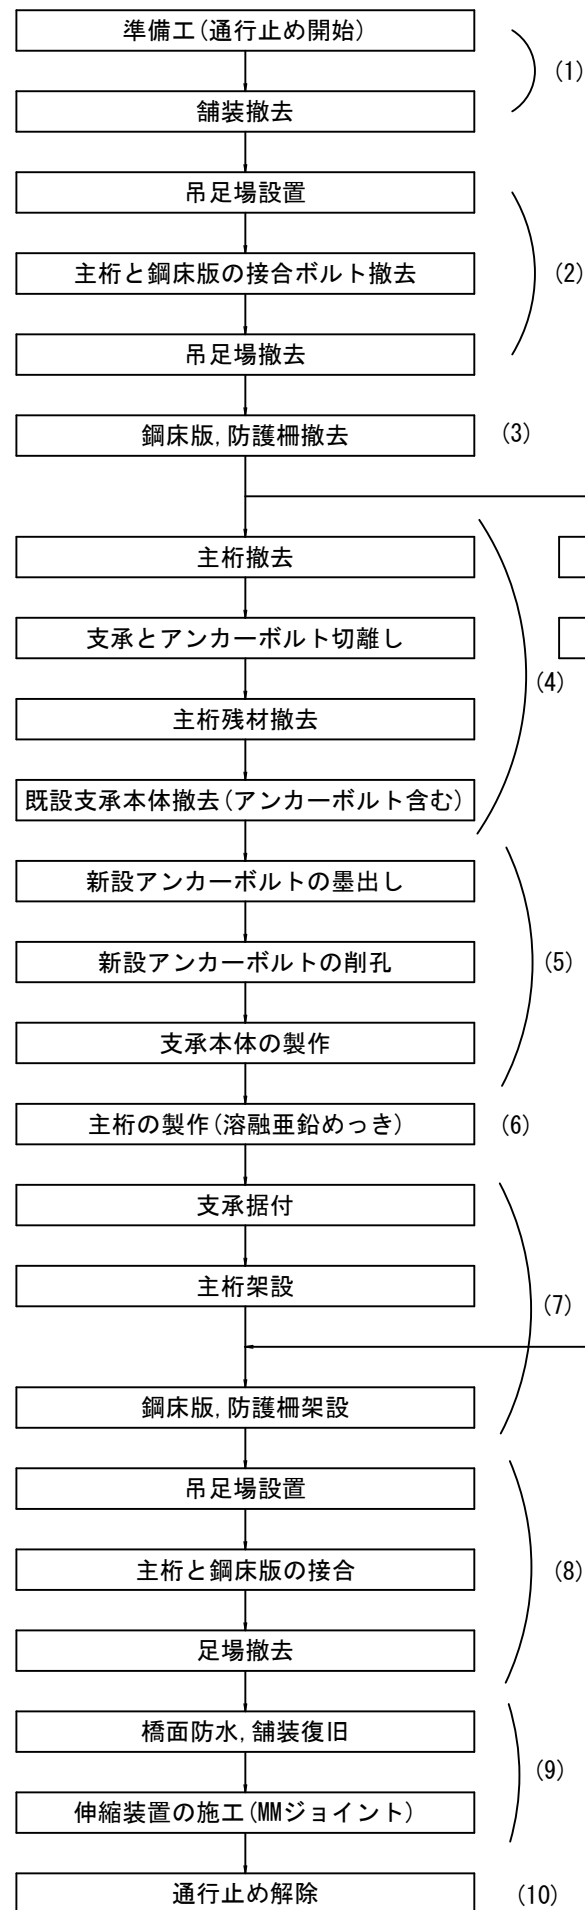 準備工(通行止め開始)
(1)
舗装撤去
吊足場設置
主桁と鋼床版の接合ボルト撤去
(2)
吊足場撤去
鋼床版,防護柵撤去
(3)
主桁撤去
支承とアンカーボルト切離し
(4)
主桁残材撤去
既設支承本体撤去(アンカーボルト含む)
新設アンカーボルトの墨出し
新設アンカーボルトの削孔
(5)
支承本体の製作
主桁の製作(溶融亜鉛めっき)
(6)
支承据付
主桁架設
(7)
鋼床版,防護柵架設
吊足場設置
主桁と鋼床版の接合
(8)
足場撤去
橋面防水,舗装復旧
(9)
伸縮装置の施工(MMジョイント)
通行止め解除
(10)